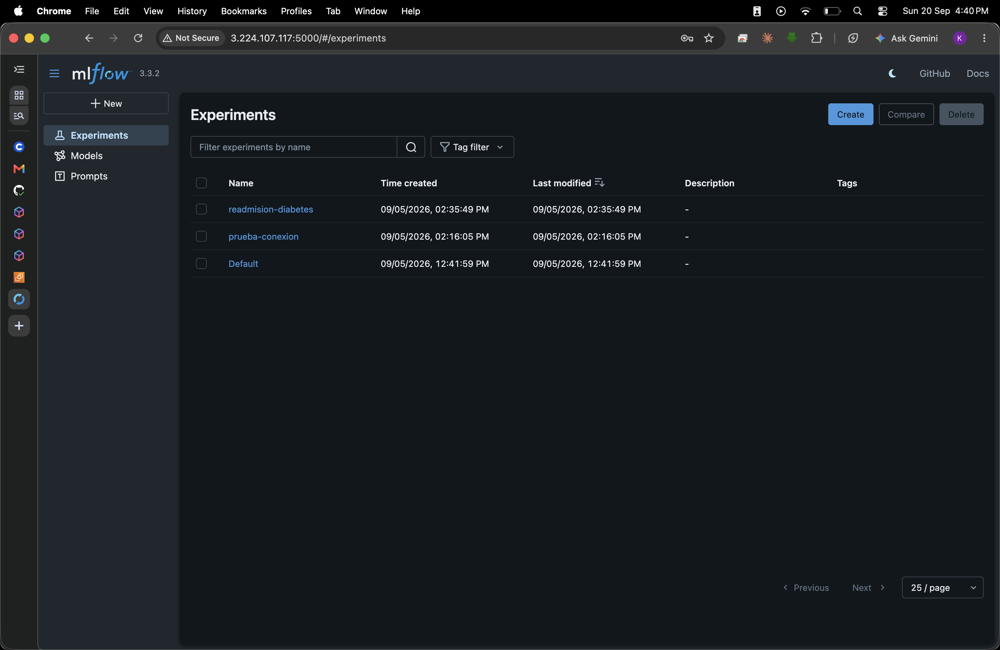 Chrome File Edit View History Bookmarks Profiles Tab Window Help Sun 20 Sep 4:40 PM
Not Secure 3.224.107.117:5000/#/experiments Ask Gemini K
mlflow™ 3.3.2 GitHub Docs
+ New
Experiments
Models
Prompts
Experiments
Create Compare Delete
Filter experiments by name Tag filter
Name Time created Last modified Description Tags
readmision-diabetes 09/05/2026, 02:35:49 PM 09/05/2026, 02:35:49 PM -
prueba-conexion 09/05/2026, 02:16:05 PM 09/05/2026, 02:16:05 PM -
Default 09/05/2026, 12:41:59 PM 09/05/2026, 12:41:59 PM -
Previous Next 25 / page